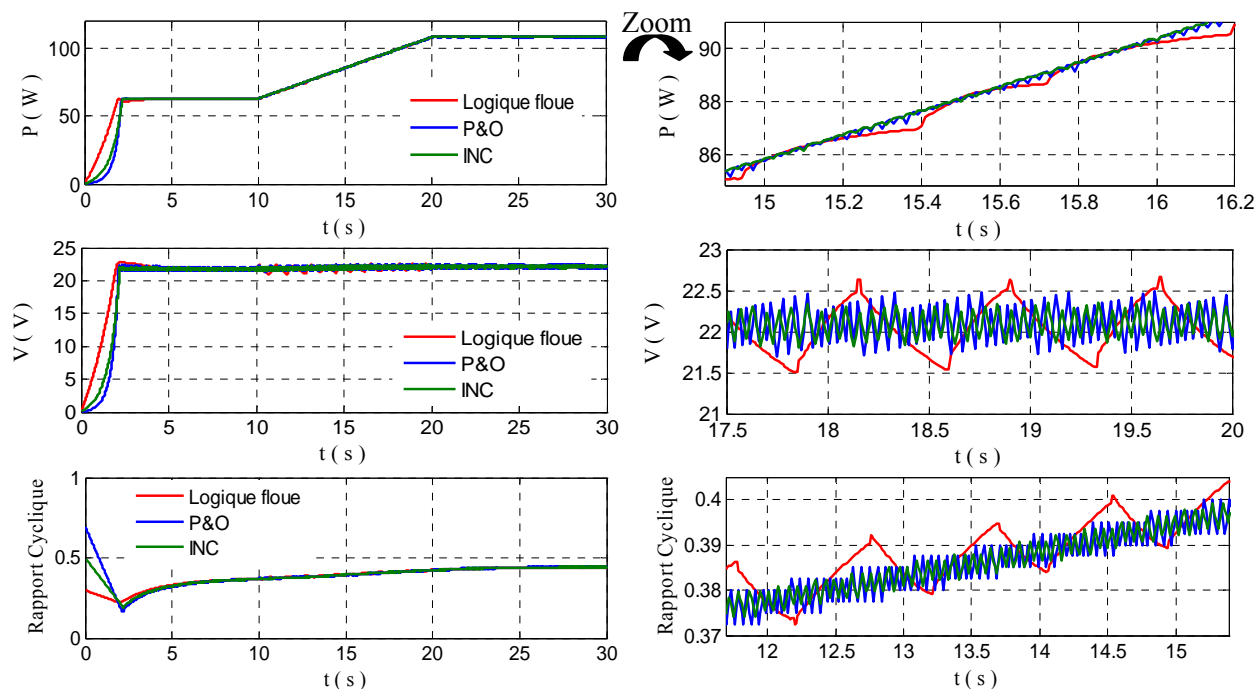 100
50
0
P ( W )
0 5 10 15 20 25 30
t ( s )
Logique floue
P&O
INC
Zoom
90
88
86
P ( W )
15 15.2 15.4 15.6 15.8 16 16.2
t ( s )
25
20
15
10
5
0
V ( V )
0 5 10 15 20 25 30
t ( s )
Logique floue
P&O
INC
23
22.5
22
21.5
21
V ( V )
17.5 18 18.5 19 19.5 20
t ( s )
1
0.5
0
Rapport Cyclique
0 5 10 15 20 25 30
t ( s )
Logique floue
P&O
INC
0.4
0.39
0.38
0.37
Rapport Cyclique
12 12.5 13 13.5 14 14.5 15
t ( s )